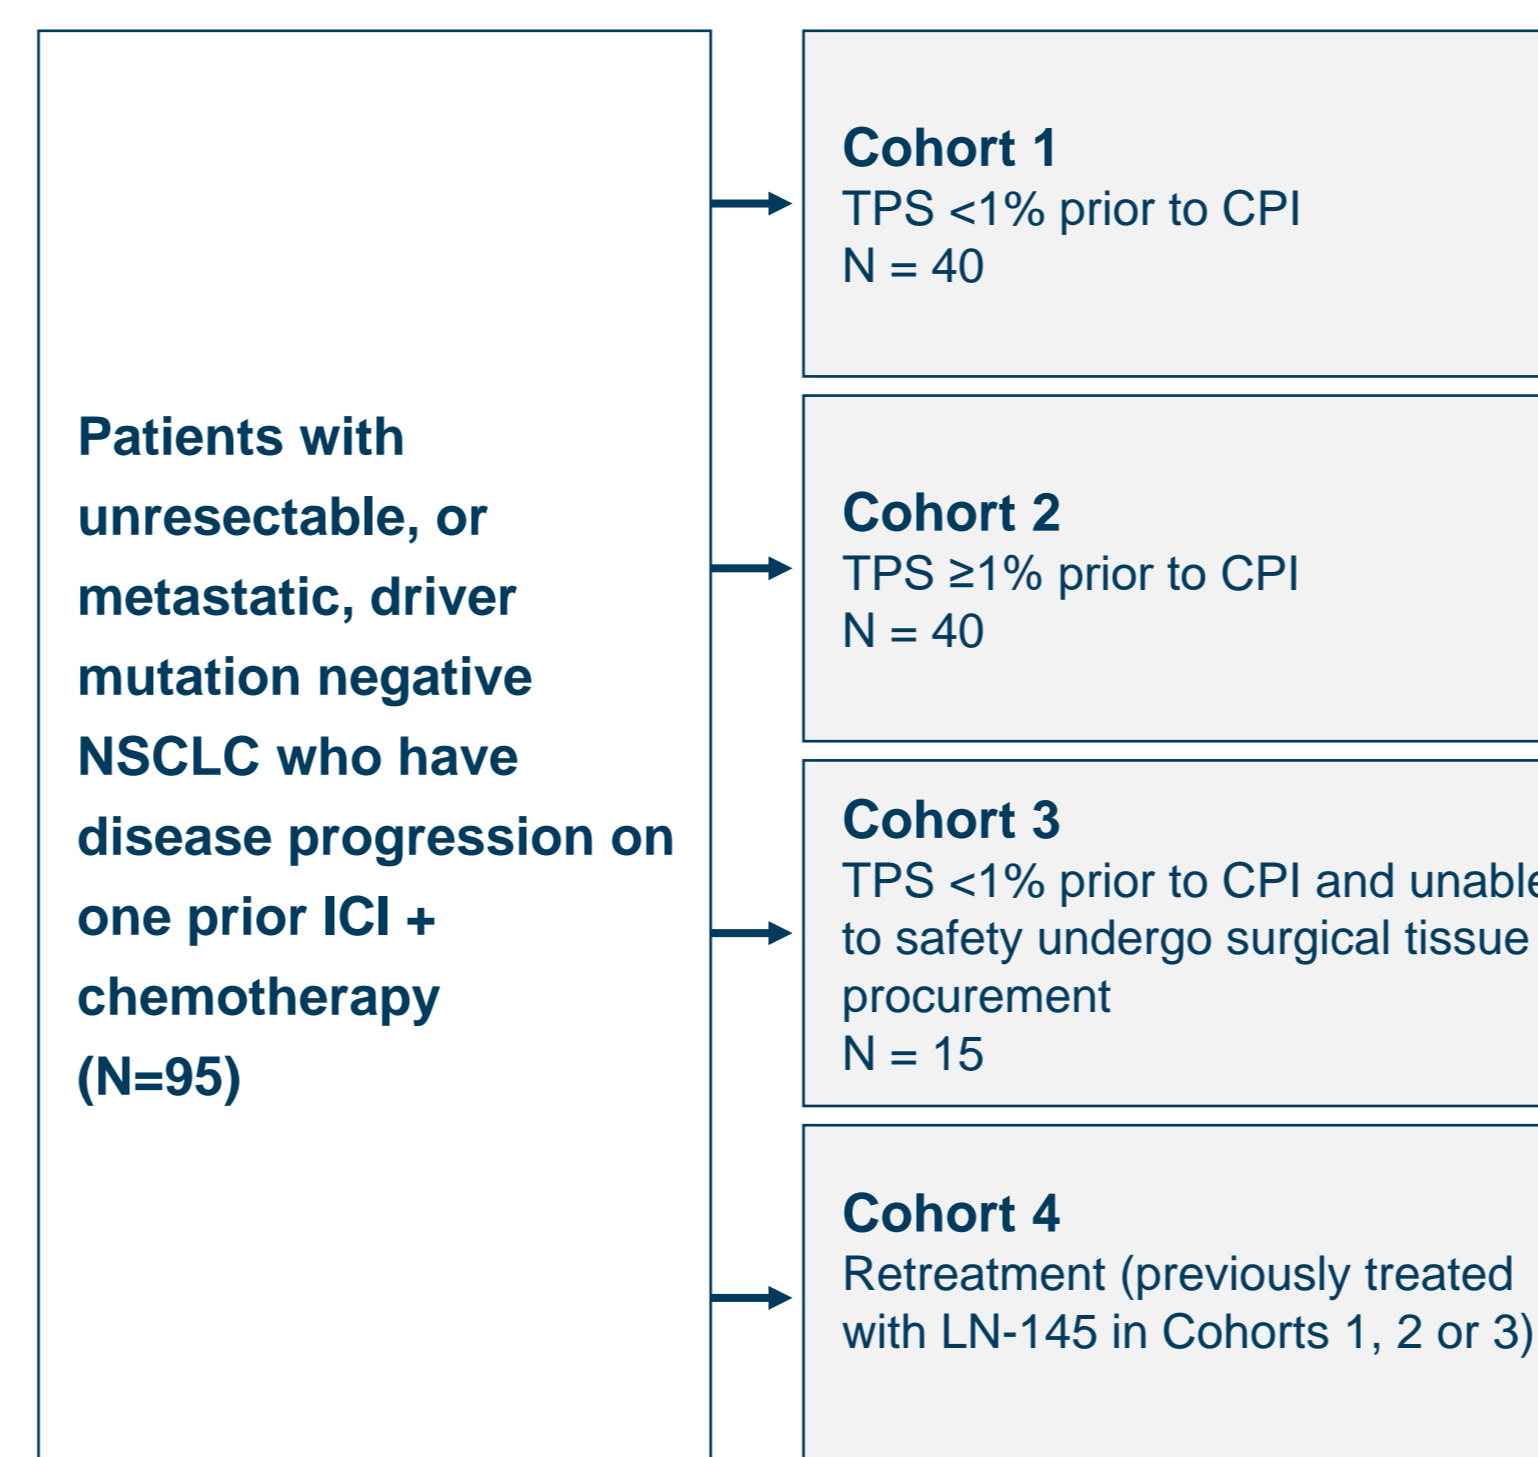 Patients with
unresectable, or
metastatic, driver
mutation negative
NSCLC who have
disease progression on
one prior ICI +
chemotherapy
(N=95)
Cohort 1
TPS <1% prior to CPI
N = 40
Cohort 2
TPS ≥1% prior to CPI
N = 40
Cohort 3
TPS <1% prior to CPI and unable
to safety undergo surgical tissue
procurement
N = 15
Cohort 4
Retreatment (previously treated
with LN-145 in Cohorts 1, 2 or 3)